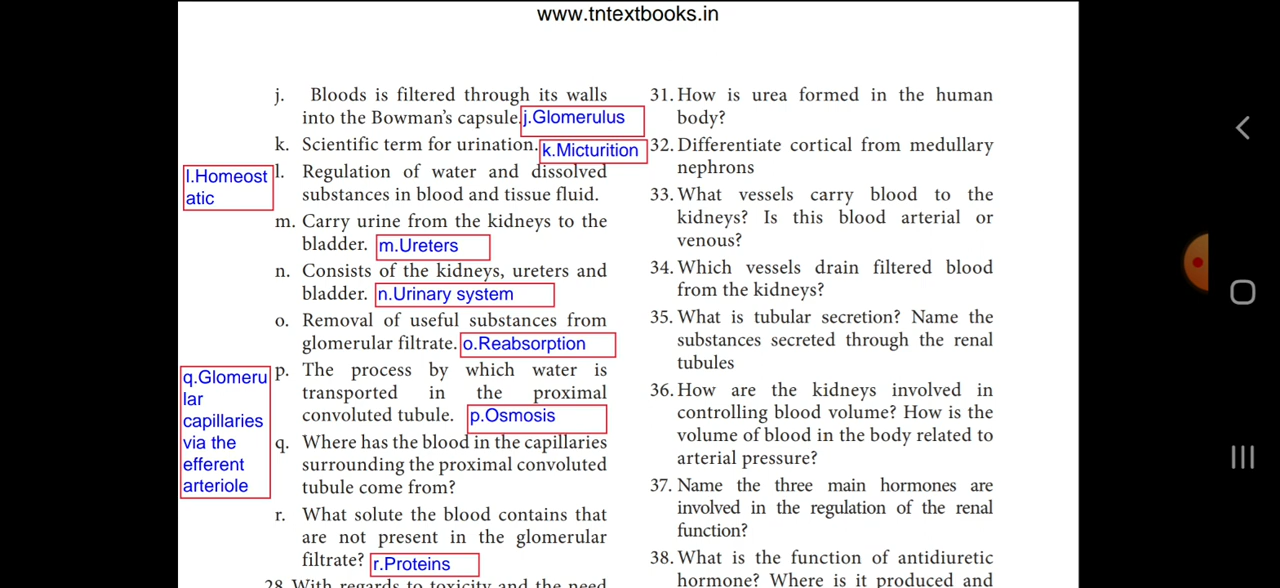 www.tntextbooks.in
j. Bloods is filtered through its walls
into the Bowman's capsule.
j.Glomerulus
k. Scientific term for urination.
k.Micturition
l.Homeost
atic
l. Regulation of water and dissolved
substances in blood and tissue fluid.
m. Carry urine from the kidneys to the
bladder.
m.Ureters
n. Consists of the kidneys, ureters and
bladder.
n.Urinary system
o. Removal of useful substances from
glomerular filtrate.
o.Reabsorption
p. The process by which water is
transported in the proximal
convoluted tubule.
p.Osmosis
q.Glomeru
lar
capillaries
via the
efferent
arteriole
q. Where has the blood in the capillaries
surrounding the proximal convoluted
tubule come from?
r. What solute the blood contains that
are not present in the glomerular
filtrate?
r.Proteins
28. With regards to toxicity and the need
31. How is urea formed in the human
body?
32. Differentiate cortical from medullary
nephrons
33. What vessels carry blood to the
kidneys? Is this blood arterial or
venous?
34. Which vessels drain filtered blood
from the kidneys?
35. What is tubular secretion? Name the
substances secreted through the renal
tubules
36. How are the kidneys involved in
controlling blood volume? How is the
volume of blood in the body related to
arterial pressure?
37. Name the three main hormones are
involved in the regulation of the renal
function?
38. What is the function of antidiuretic
hormone? Where is it produced and